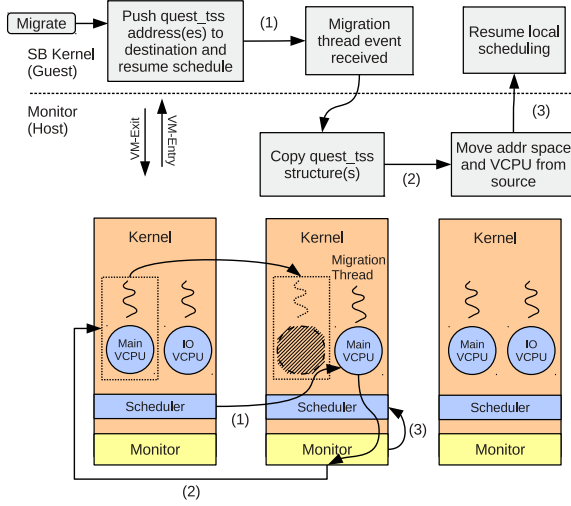 Migrate
Push quest_tss
address(es) to
destination and
resume schedule
(1)
Migration
thread event
received
Resume local
scheduling
SB Kernel
(Guest)
Monitor
(Host)
VM-Exit
VM-Entry
(3)
Copy quest_tss
structure(s)
(2)
Move addr space
and VCPU from
source
Kernel
Kernel
Kernel
Migration
Thread
Main
VCPU
IO
VCPU
Main
VCPU
Main
VCPU
IO
VCPU
Scheduler
(1)
Scheduler
Scheduler
(3)
Monitor
Monitor
Monitor
(2)